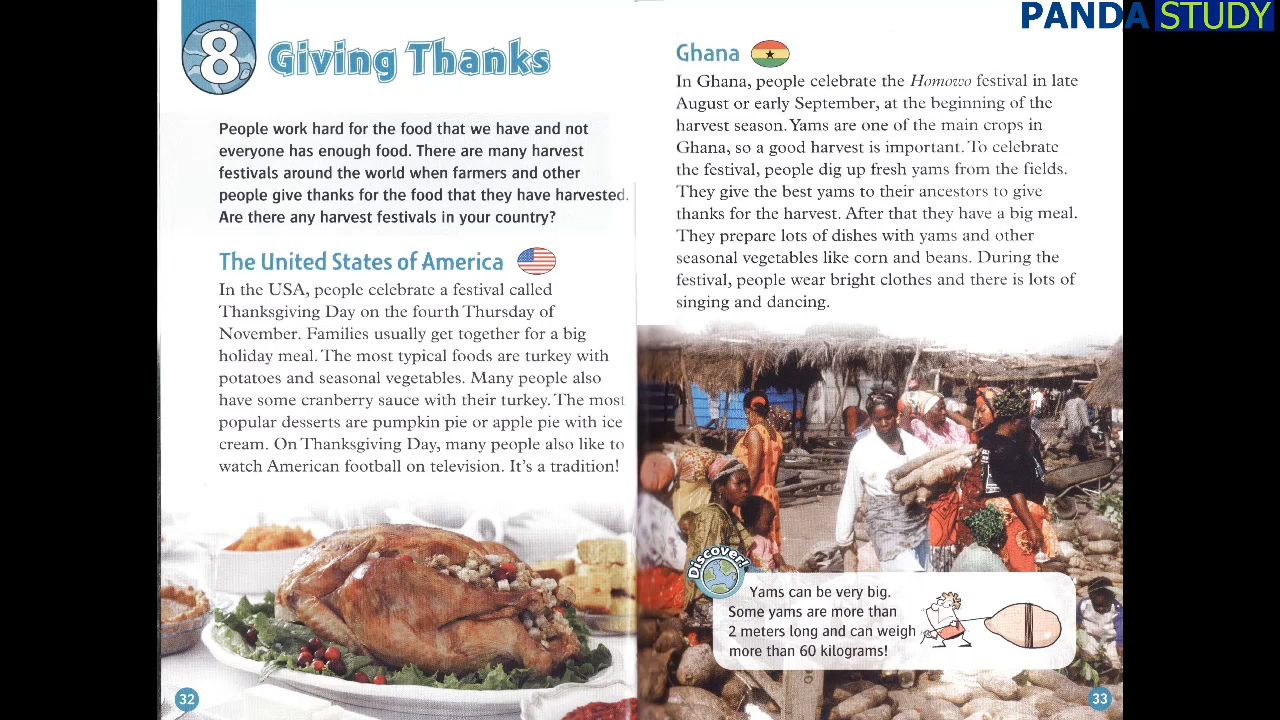 PANDA STUDY
8 Giving Thanks
People work hard for the food that we have and not
everyone has enough food. There are many harvest
festivals around the world when farmers and other
people give thanks for the food that they have harvested.
Are there any harvest festivals in your country?
The United States of America
In the USA, people celebrate a festival called
Thanksgiving Day on the fourth Thursday of
November. Families usually get together for a big
holiday meal. The most typical foods are turkey with
potatoes and seasonal vegetables. Many people also
have some cranberry sauce with their turkey. The most
popular desserts are pumpkin pie or apple pie with ice
cream. On Thanksgiving Day, many people also like to
watch American football on television. It's a tradition!
32
Ghana
In Ghana, people celebrate the Homowo festival in late
August or early September, at the beginning of the
harvest season. Yams are one of the main crops in
Ghana, so a good harvest is important. To celebrate
the festival, people dig up fresh yams from the fields.
They give the best yams to their ancestors to give
thanks for the harvest. After that they have a big meal.
They prepare lots of dishes with yams and other
seasonal vegetables like corn and beans. During the
festival, people wear bright clothes and there is lots of
singing and dancing.
Discover!
Yams can be very big.
Some yams are more than
2 meters long and can weigh
more than 60 kilograms!
33